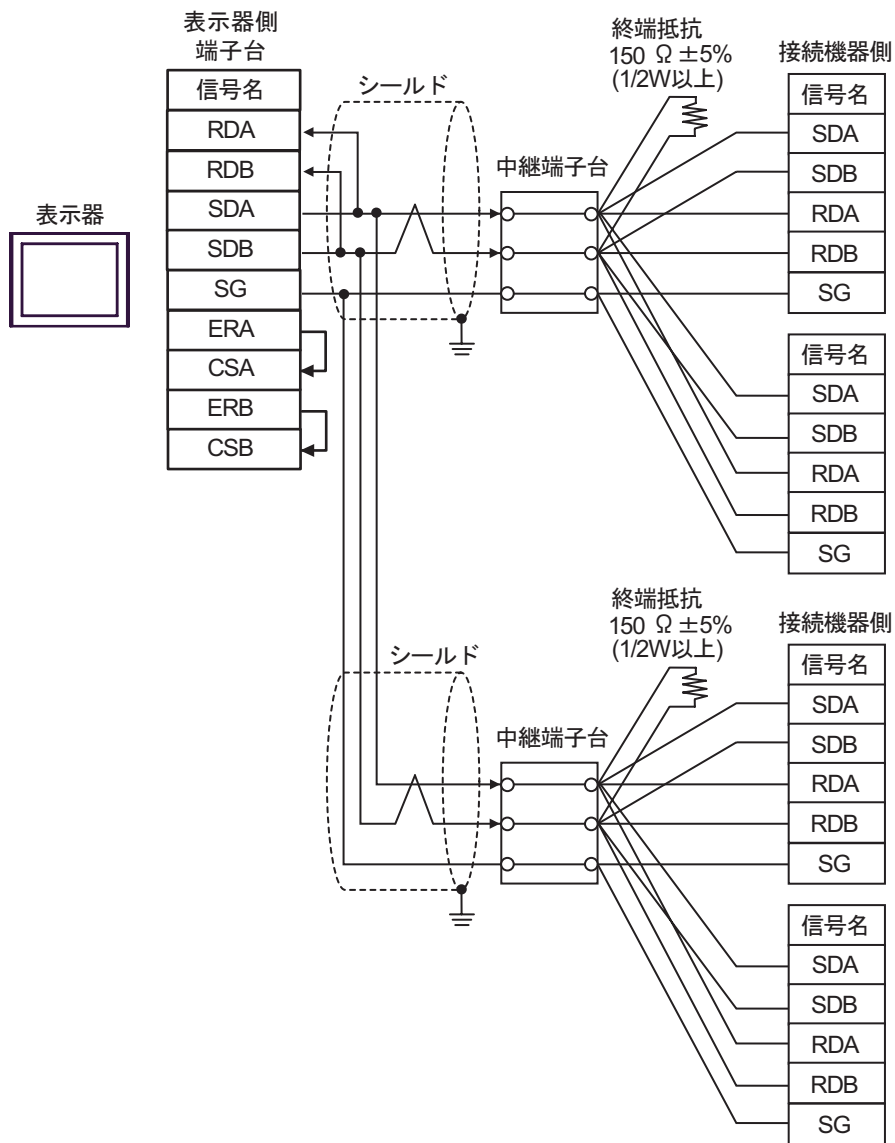 表示器
表示器側
端子台
信号名
RDA
RDB
SDA
SDB
SG
ERA
CSA
ERB
CSB
シールド
中継端子台
終端抵抗
150 Ω ±5%
(1/2W以上)
接続機器側
信号名
SDA
SDB
RDA
RDB
SG
信号名
SDA
SDB
RDA
RDB
SG
シールド
中継端子台
終端抵抗
150 Ω ±5%
(1/2W以上)
接続機器側
信号名
SDA
SDB
RDA
RDB
SG
信号名
SDA
SDB
RDA
RDB
SG